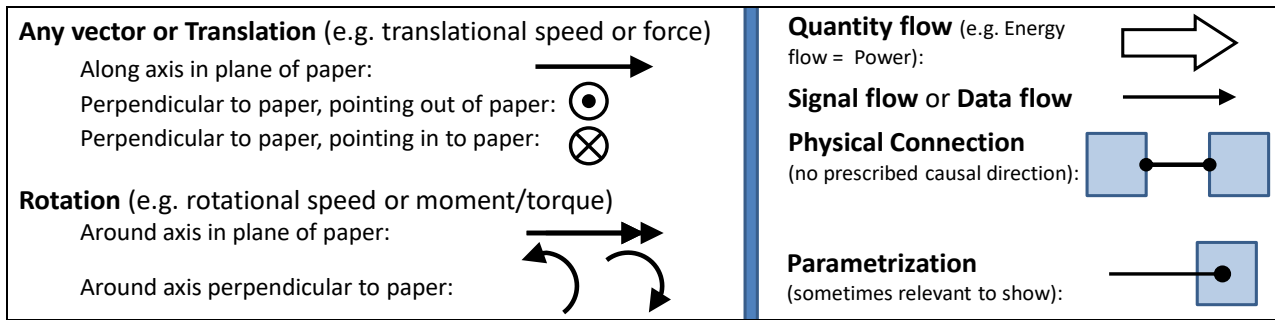 Any vector or Translation (e.g. translational speed or force)
Along axis in plane of paper:
Perpendicular to paper, pointing out of paper:
Perpendicular to paper, pointing in to paper:
Rotation (e.g. rotational speed or moment/torque)
Around axis in plane of paper:
Around axis perpendicular to paper:
Quantity flow (e.g. Energy
flow = Power):
Signal flow or Data flow
Physical Connection
(no prescribed causal direction):
Parametrization
(sometimes relevant to show):